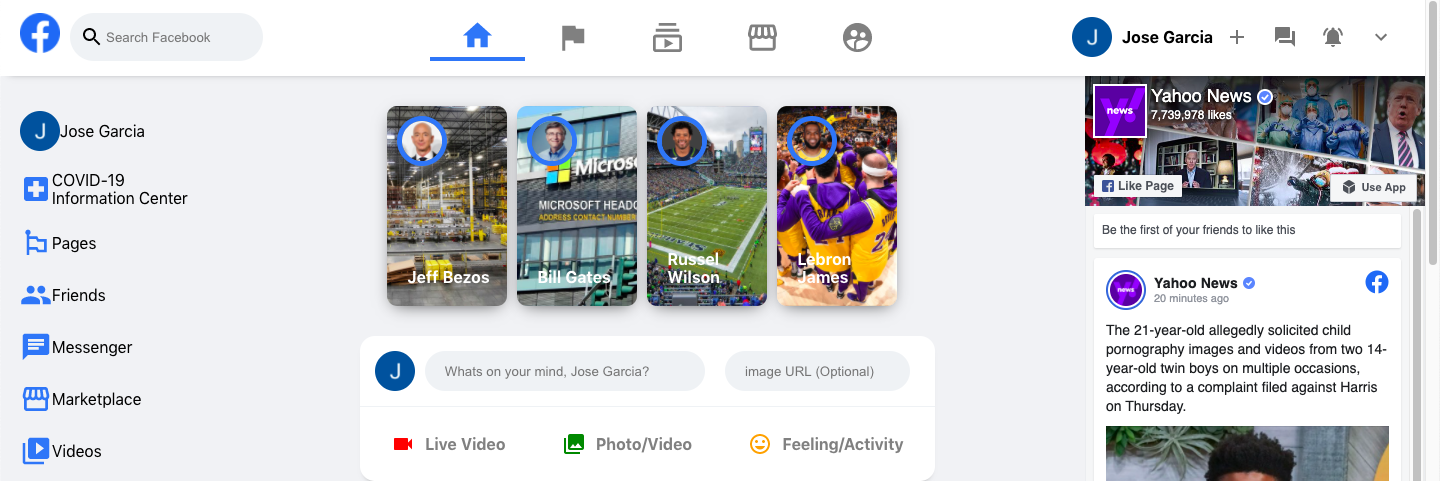 Search Facebook
J
Jose Garcia
J
Jose Garcia
COVID-19
Information Center
Pages
Friends
Messenger
Marketplace
Videos
Jeff Bezos
Micros
MICROSOFT HEADQ
ADDRESS CONTACT-NUMBER
Bill Gates
Russel
Wilson
24
Lebron
James
J
Whats on your mind, Jose Garcia?
image URL (Optional)
Live Video
Photo/Video
Feeling/Activity
y!
news
Yahoo News
7,739,978 likes
Like Page
Use App
Be the first of your friends to like this
news
Yahoo News
20 minutes ago
The 21-year-old allegedly solicited child
pornography images and videos from two 14-
year-old twin boys on multiple occasions,
according to a complaint filed against Harris
on Thursday.